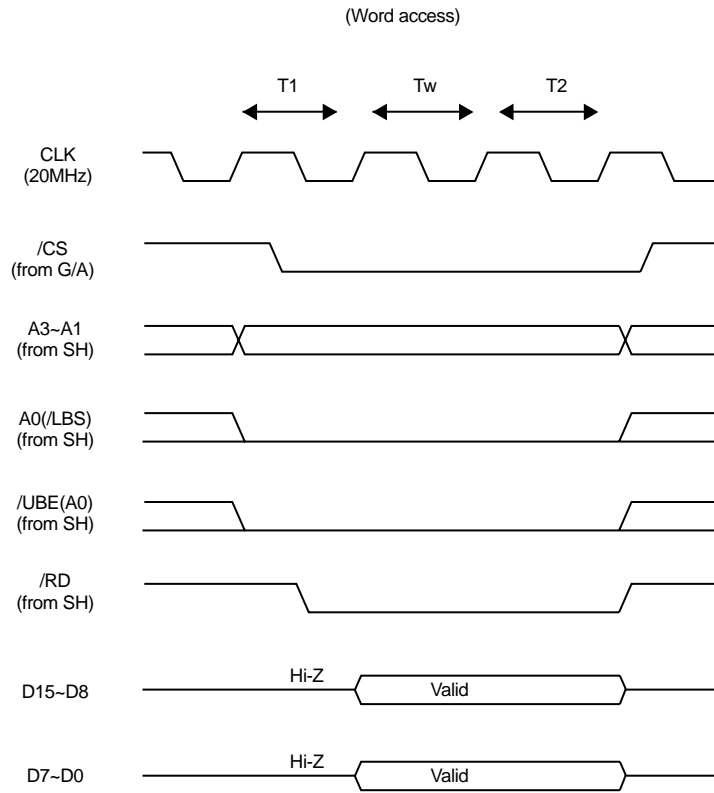 (Word access)
T1 Tw T2
CLK
(20MHz)
/CS
(from G/A)
A3~A1
(from SH)
A0(/LBS)
(from SH)
/UBE(A0)
(from SH)
/RD
(from SH)
Hi-Z
D15~D8 Valid
Hi-Z
D7~D0 Valid